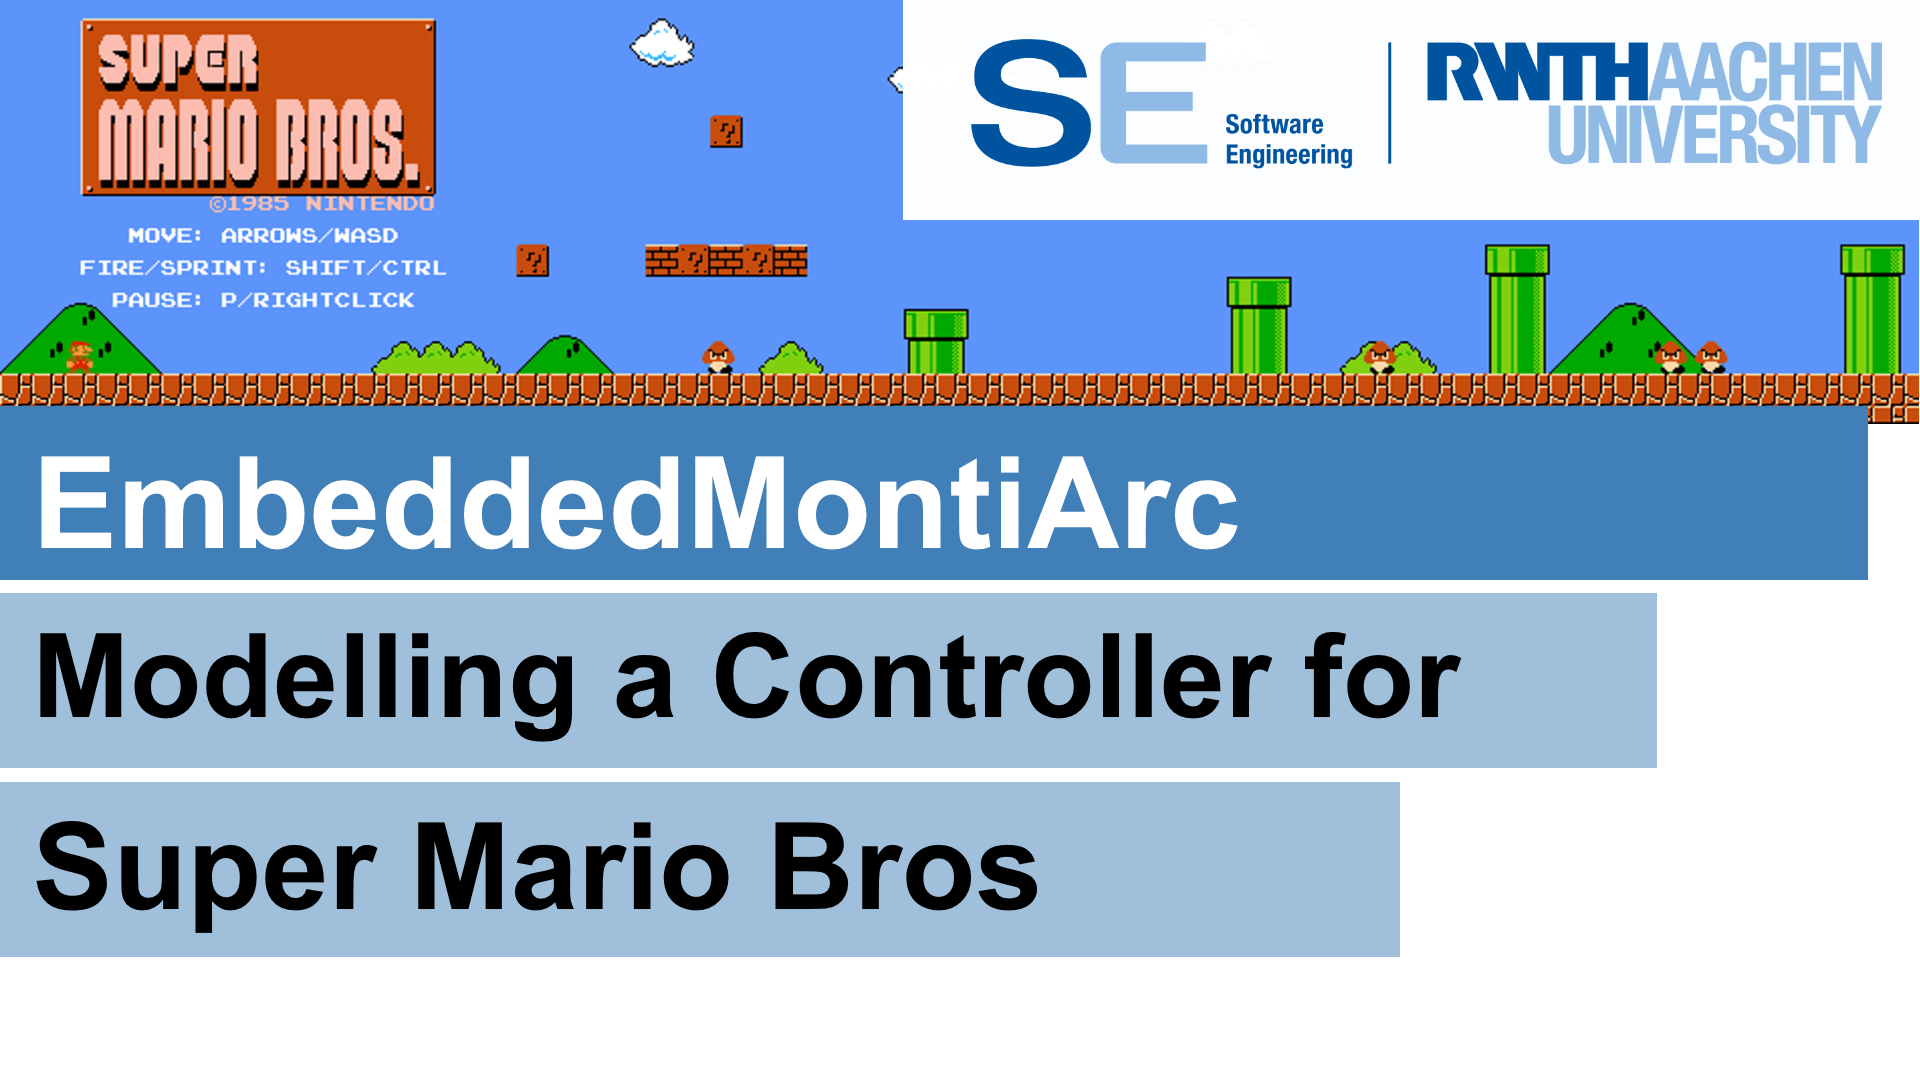 SUPER
MARIO BROS.
©1985 NINTENDO
MOVE: ARROWS/WASD
FIRE/SPRINT: SHIFT/CTRL
PAUSE: P/RIGHTCLICK
?
?
? ?
SE Software
Engineering
RWTHAACHEN
UNIVERSITY
EmbeddedMontiArc
Modelling a Controller for
Super Mario Bros